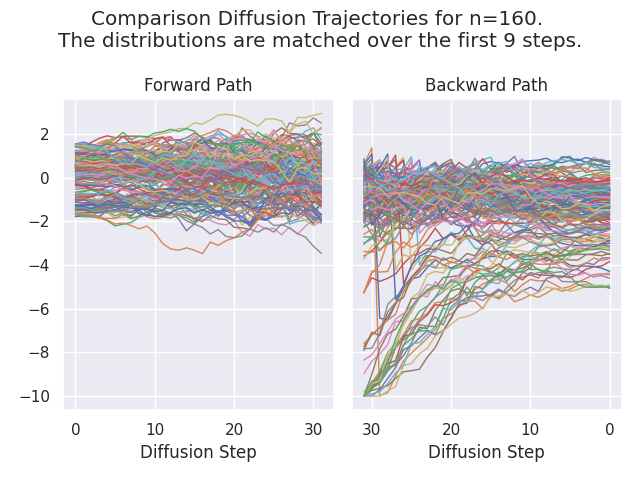 Comparison Diffusion Trajectories for n=160.
The distributions are matched over the first 9 steps.
Forward Path
Backward Path
2
0
−2
−4
−6
−8
−10
0 10 20 30
30 20 10 0
Diffusion Step
Diffusion Step